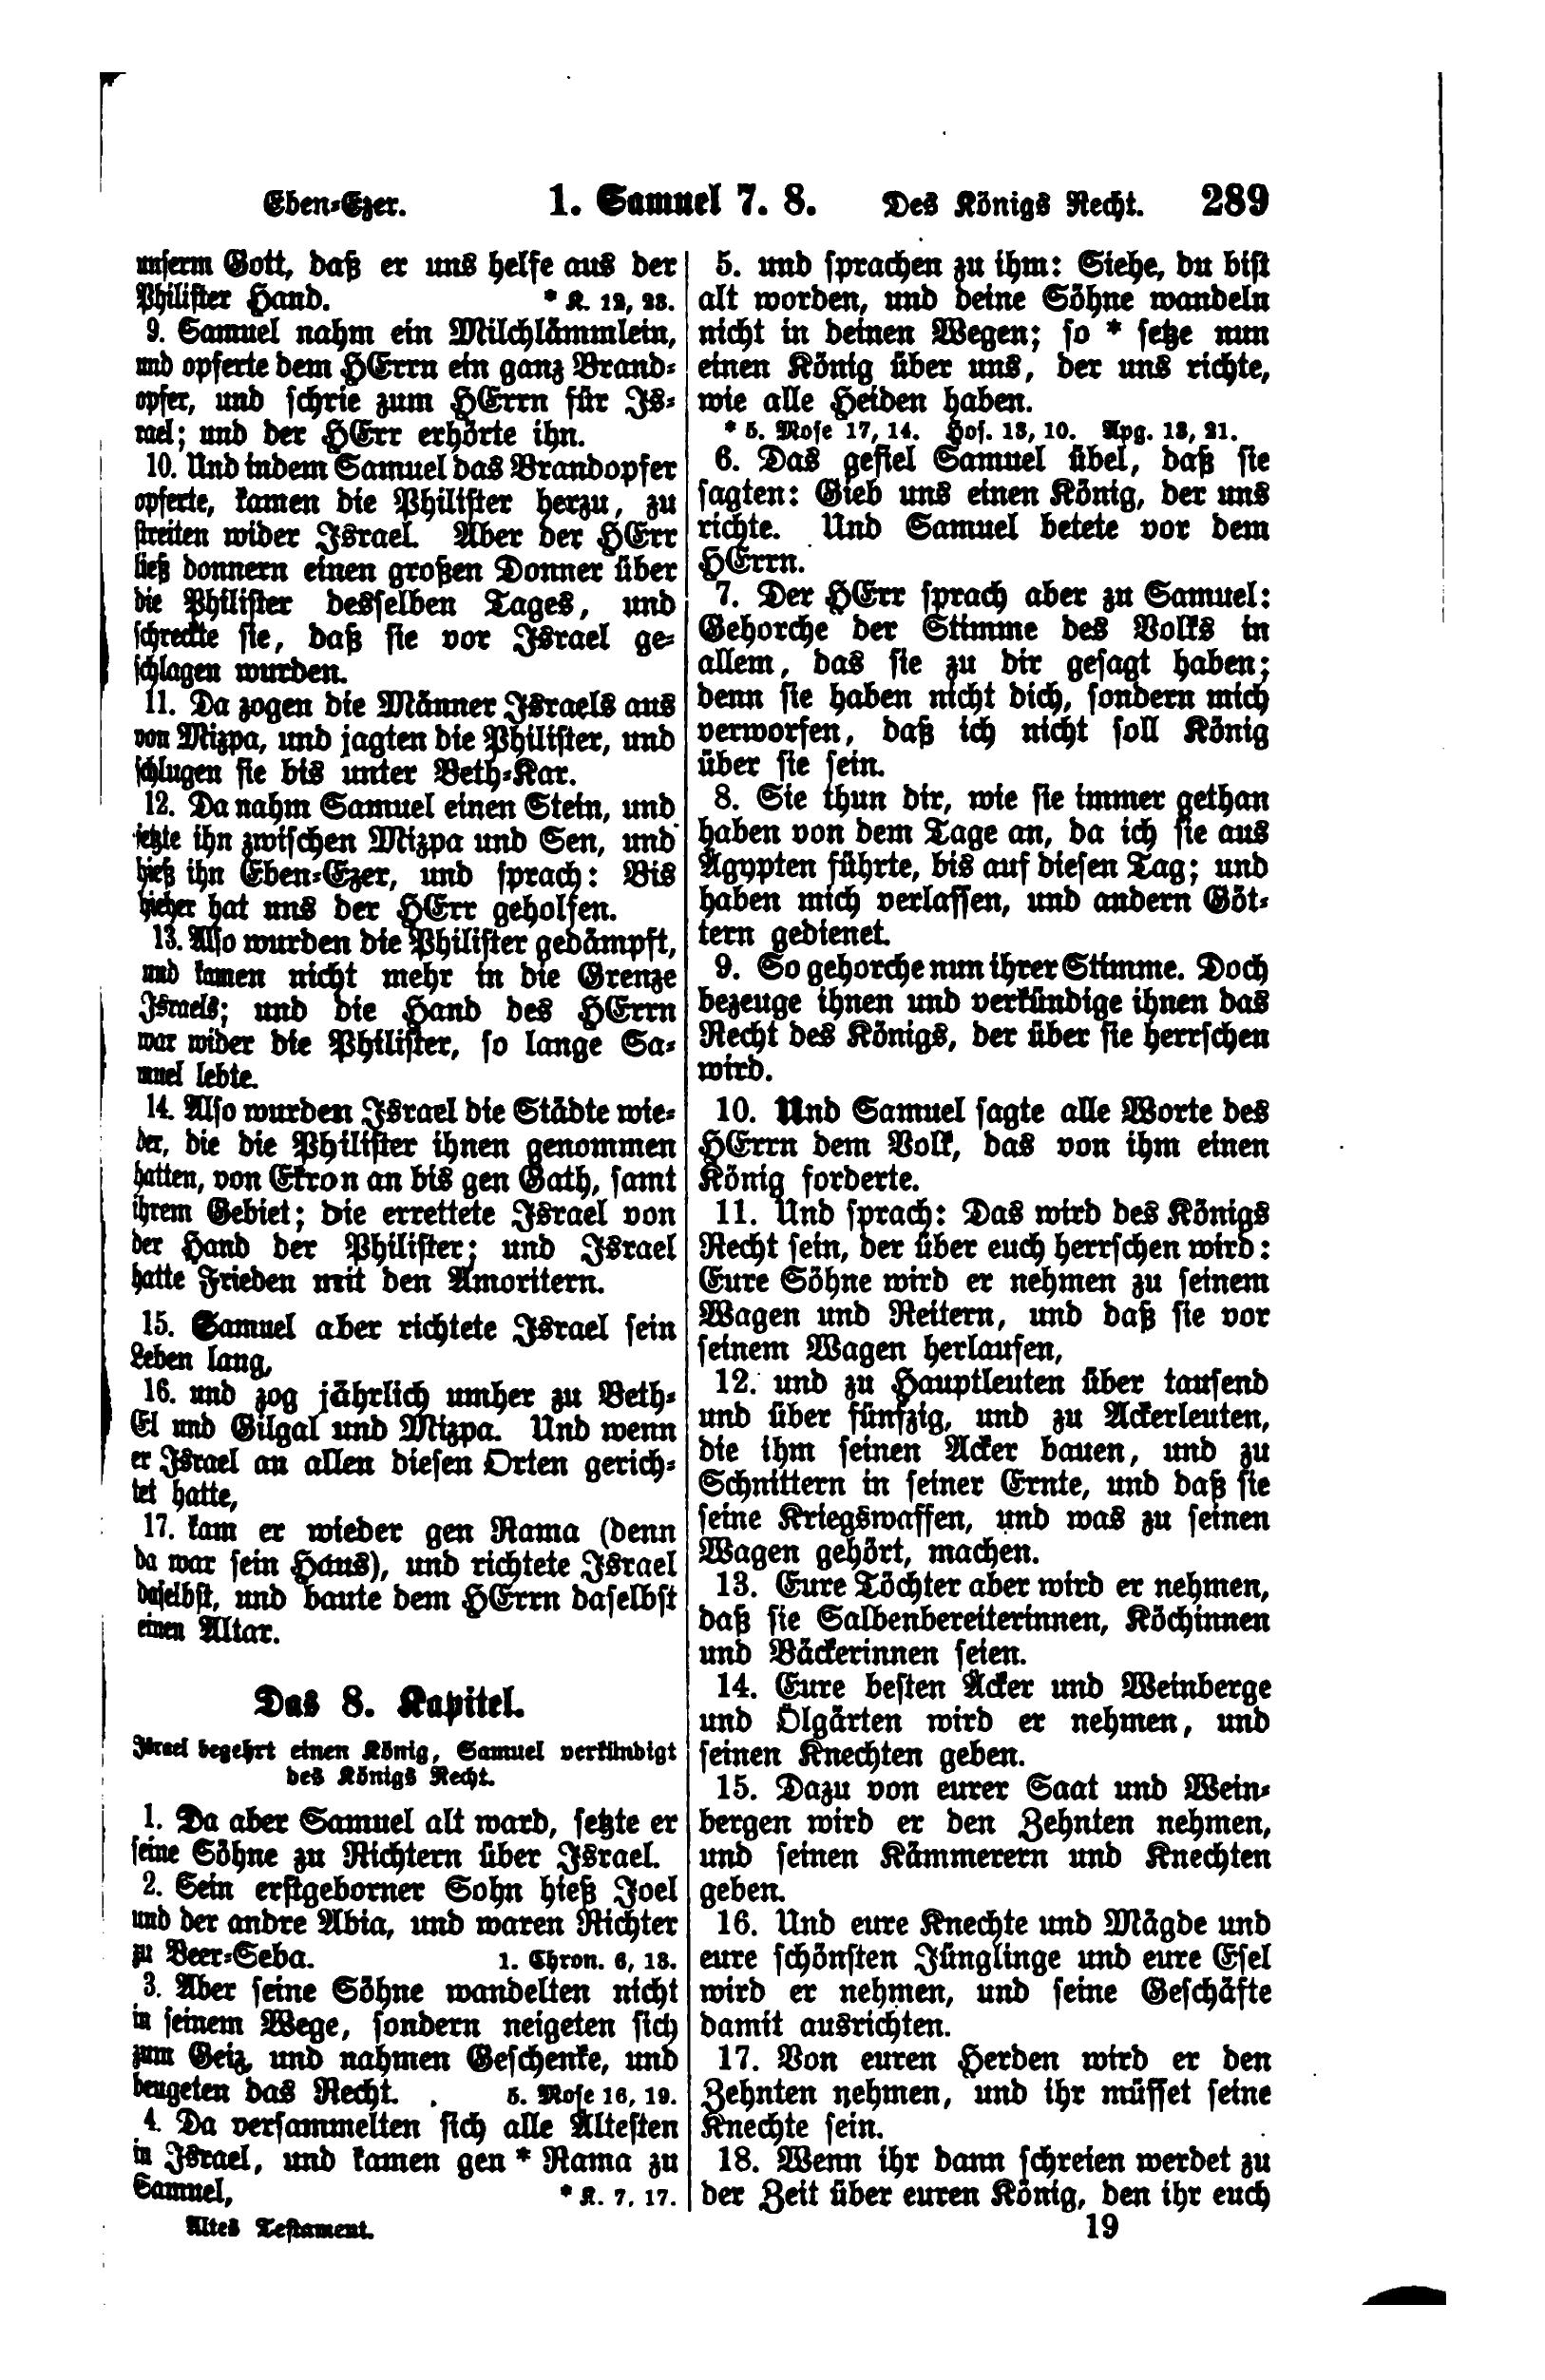 Eben-Ezer. 1. Samuel 7. 8. Des Königs Recht. 289
unserm Gott, daß er uns helfe aus der
Philister Hand. * K. 12, 23.
9. Samuel nahm ein Milchlämmlein,
und opferte dem HErrn ein ganz Brand-
opfer, und schrie zum HErrn für Is-
rael; und der HErr erhörte ihn.
10. Und indem Samuel das Brandopfer
opferte, kamen die Philister herzu, zu
streiten wider Israel. Aber der HErr
ließ donnern einen großen Donner über
die Philister desselben Tages, und
schreckte sie, daß sie vor Israel ge-
schlagen wurden.
11. Da zogen die Männer Israels aus
von Mizpa, und jagten die Philister, und
schlugen sie bis unter Beth-Kar.
12. Da nahm Samuel einen Stein, und
setzte ihn zwischen Mizpa und Sen, und
hieß ihn Eben-Ezer, und sprach: Bis
hieher hat uns der HErr geholfen.
13. Also wurden die Philister gedämpft,
und kamen nicht mehr in die Grenze
Israels; und die Hand des HErrn
war wider die Philister, so lange Sa-
muel lebte.
14. Also wurden Israel die Städte wie-
der, die die Philister ihnen genommen
hatten, von Ekron an bis gen Gath, samt
ihrem Gebiet; die errettete Israel von
der Hand der Philister; und Israel
hatte Frieden mit den Amoritern.
15. Samuel aber richtete Israel sein
Leben lang,
16. und zog jährlich umher zu Beth-
El und Gilgal und Mizpa. Und wenn
er Israel an allen diesen Orten gerich-
tet hatte,
17. kam er wieder gen Rama (denn
da war sein Haus), und richtete Israel
daselbst, und baute dem HErrn daselbst
einen Altar.
Das 8. Kapitel.
Israel begehrt einen König, Samuel verkündigt
des Königs Recht.
1. Da aber Samuel alt ward, setzte er
seine Söhne zu Richtern über Israel.
2. Sein erstgeborner Sohn hieß Joel
und der andre Abia, und waren Richter
zu Beer-Seba. 1. Chron. 6, 13.
3. Aber seine Söhne wandelten nicht
in seinem Wege, sondern neigeten sich
zum Geiz, und nahmen Geschenke, und
beugeten das Recht. 5. Mose 16, 19.
4. Da versammelten sich alle Ältesten
in Israel, und kamen gen * Rama zu
Samuel, * K. 7, 17.
5. und sprachen zu ihm: Siehe, du bist
alt worden, und deine Söhne wandeln
nicht in deinen Wegen; so * setze nun
einen König über uns, der uns richte,
wie alle Heiden haben.
* 5. Mose 17, 14. Hos. 13, 10. Apg. 13, 21.
6. Das gefiel Samuel übel, daß sie
sagten: Gieb uns einen König, der uns
richte. Und Samuel betete vor dem
HErrn.
7. Der HErr sprach aber zu Samuel:
Gehorche der Stimme des Volks in
allem, das sie zu dir gesagt haben;
denn sie haben nicht dich, sondern mich
verworfen, daß ich nicht soll König
über sie sein.
8. Sie thun dir, wie sie immer gethan
haben von dem Tage an, da ich sie aus
Ägypten führte, bis auf diesen Tag; und
haben mich verlassen, und andern Göt-
tern gedienet.
9. So gehorche nun ihrer Stimme. Doch
bezeuge ihnen und verkündige ihnen das
Recht des Königs, der über sie herrschen
wird.
10. Und Samuel sagte alle Worte des
HErrn dem Volk, das von ihm einen
König forderte.
11. Und sprach: Das wird des Königs
Recht sein, der über euch herrschen wird:
Eure Söhne wird er nehmen zu seinem
Wagen und Reitern, und daß sie vor
seinem Wagen herlaufen,
12. und zu Hauptleuten über tausend
und über fünfzig, und zu Ackerleuten,
die ihm seinen Acker bauen, und zu
Schnittern in seiner Ernte, und daß sie
seine Kriegswaffen, und was zu seinen
Wagen gehört, machen.
13. Eure Töchter aber wird er nehmen,
daß sie Salbenbereiterinnen, Köchinnen
und Bäckerinnen seien.
14. Eure besten Äcker und Weinberge
und Ölgärten wird er nehmen, und
seinen Knechten geben.
15. Dazu von eurer Saat und Wein-
bergen wird er den Zehnten nehmen,
und seinen Kämmerern und Knechten
geben.
16. Und eure Knechte und Mägde und
eure schönsten Jünglinge und eure Esel
wird er nehmen, und seine Geschäfte
damit ausrichten.
17. Von euren Herden wird er den
Zehnten nehmen, und ihr müsset seine
Knechte sein.
18. Wenn ihr dann schreien werdet zu
der Zeit über euren König, den ihr euch
Altes Testament. 19